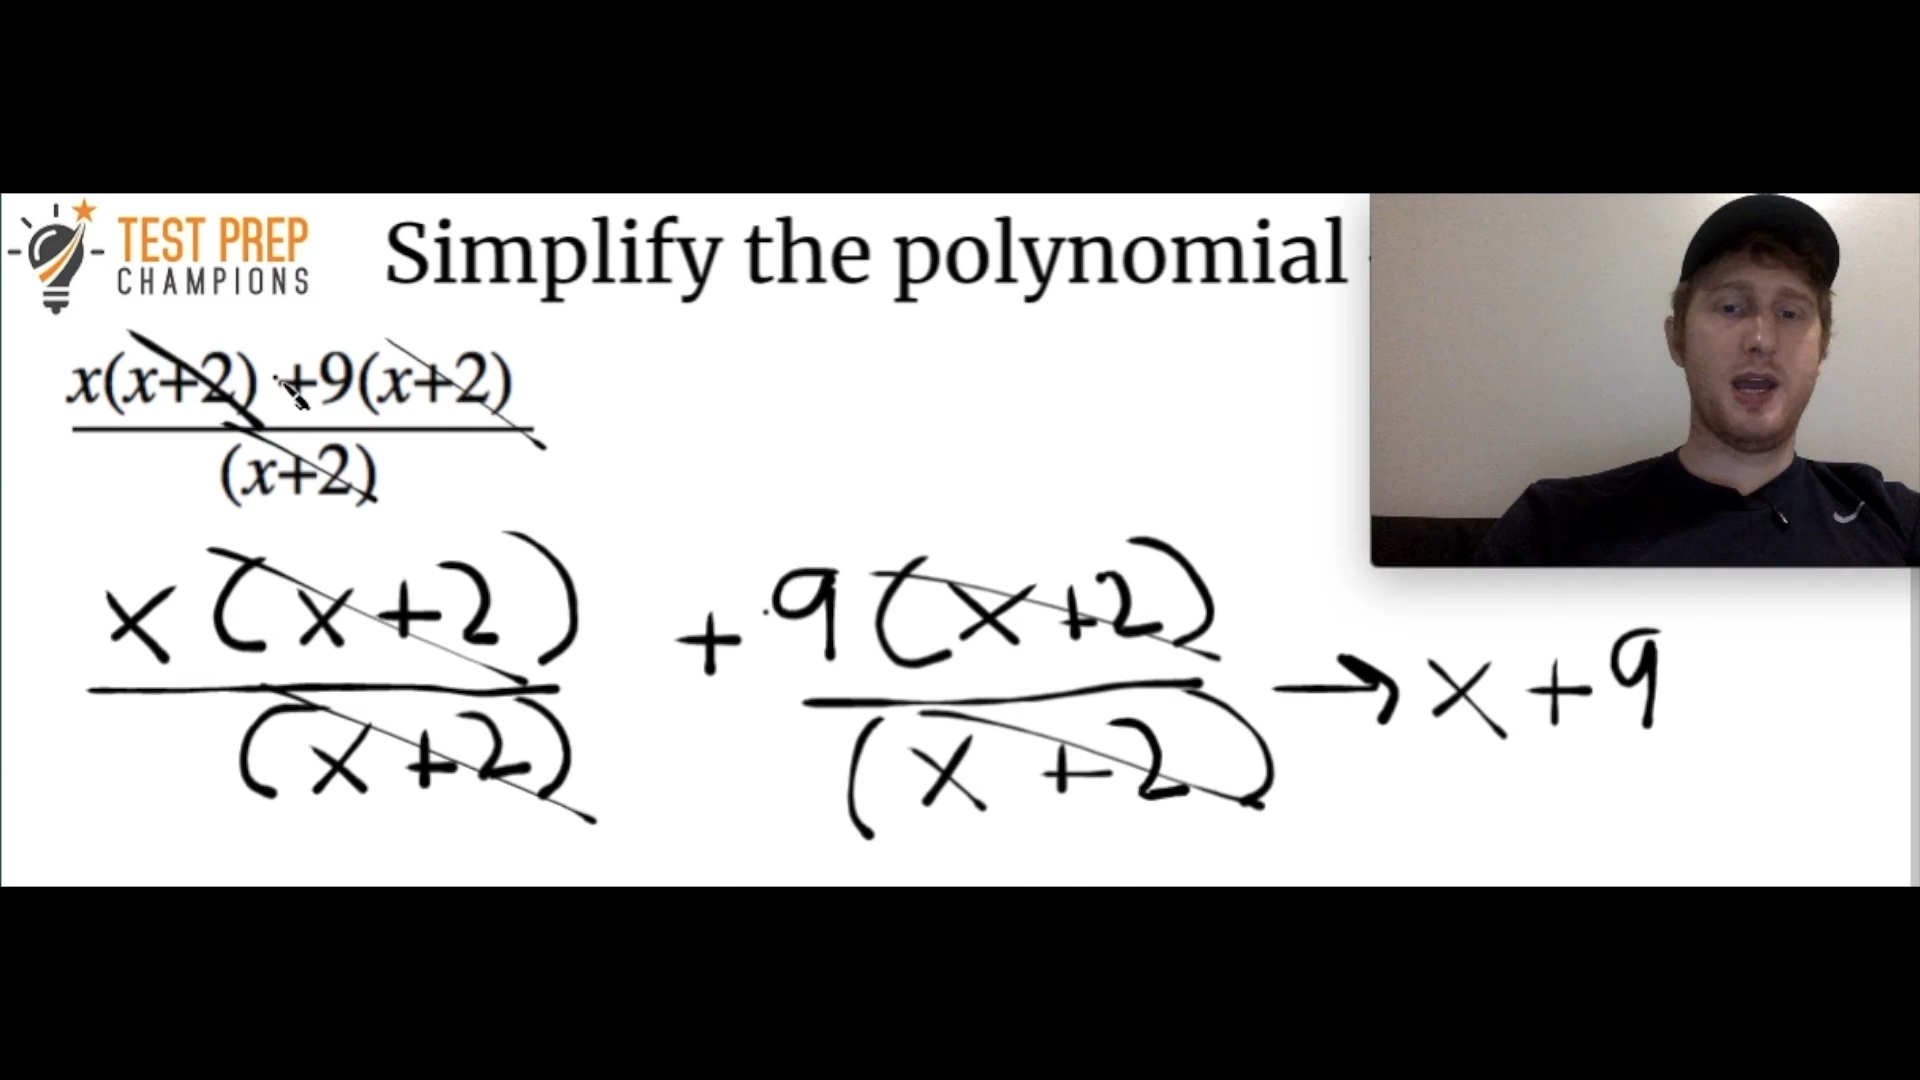 TEST PREP
CHAMPIONS
Simplify the polynomial
x(x+2) +9(x+2)
(x+2)
x(x+2) + 9(x+2) → x+9
(x+2) (x+2)